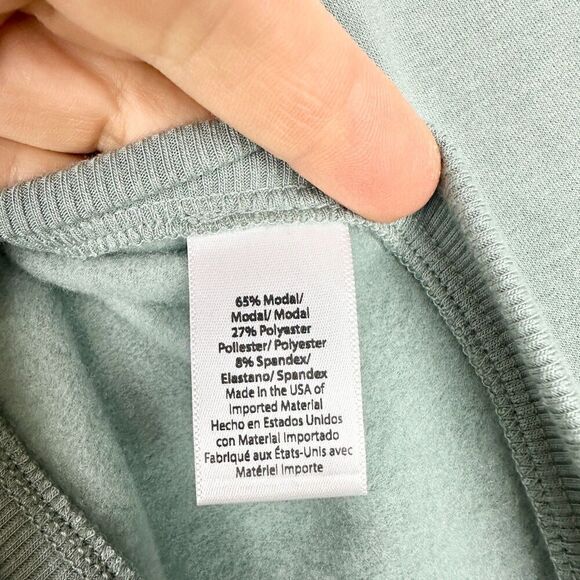 65% Modal/
Modal/ Modal
27% Polyaster
Pollester/ Polyester
8% Spandex/
Elastano/ Spandex
Made in the USA of
Imported Material
Hecho en Estados Unidos
con Material Importado
Fabriqué aux États-Unis avec
Matériel Importe